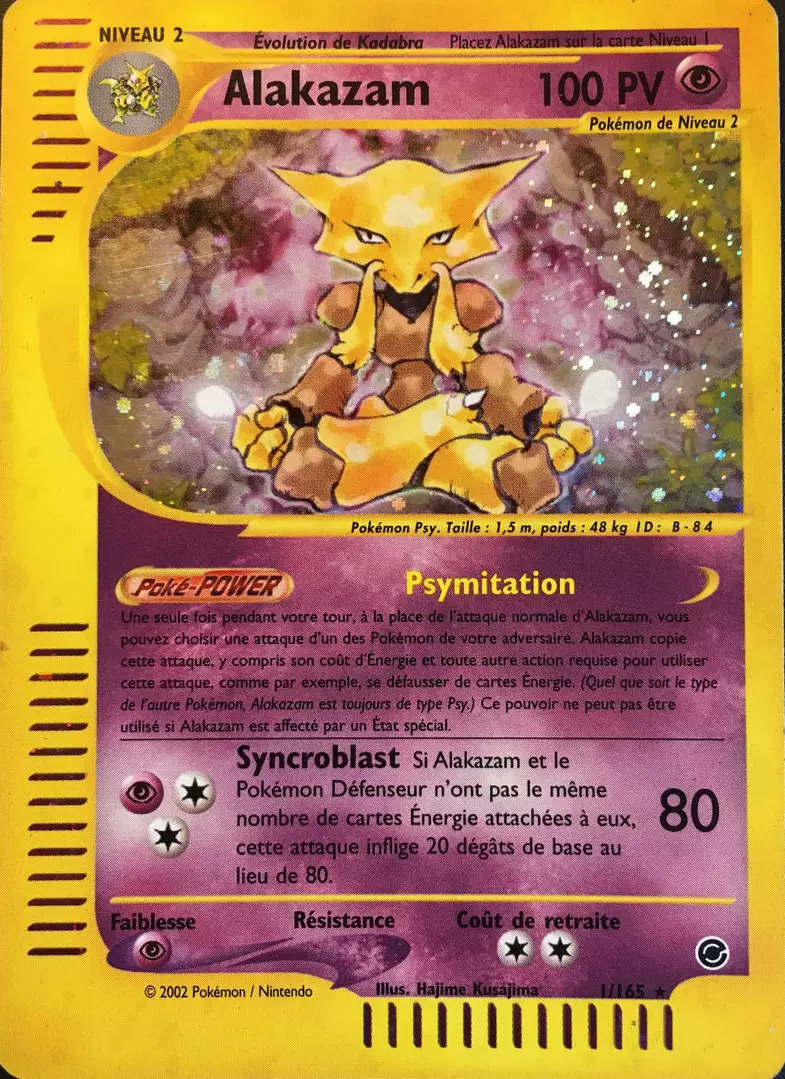 NIVEAU 2
Évolution de Kadabra Placez Alakazam sur la carte Niveau 1
Alakazam 100 PV
Pokémon de Niveau 2
Pokémon Psy. Taille : 1,5 m, poids : 48 kg ID: B-84
Poké-POWER Psymitation
Une seule fois pendant votre tour, à la place de l'attaque normale d'Alakazam, vous
pouvez choisir une attaque d'un des Pokémon de votre adversaire. Alakazam copie
cette attaque, y compris son coût d'Énergie et toute autre action requise pour utiliser
cette attaque, comme par exemple, se défausser de cartes Énergie. (Quel que soit le type
de l'autre Pokémon, Alakazam est toujours de type Psy.) Ce pouvoir ne peut pas être
utilisé si Alakazam est affecté par un État spécial.
Syncroblast Si Alakazam et le
Pokémon Défenseur n'ont pas le même
nombre de cartes Énergie attachées à eux,
cette attaque inflige 20 dégâts de base au
lieu de 80.
80
Faiblesse Résistance Coût de retraite
© 2002 Pokémon / Nintendo Illus. Hajime Kusajima 1/165 ★